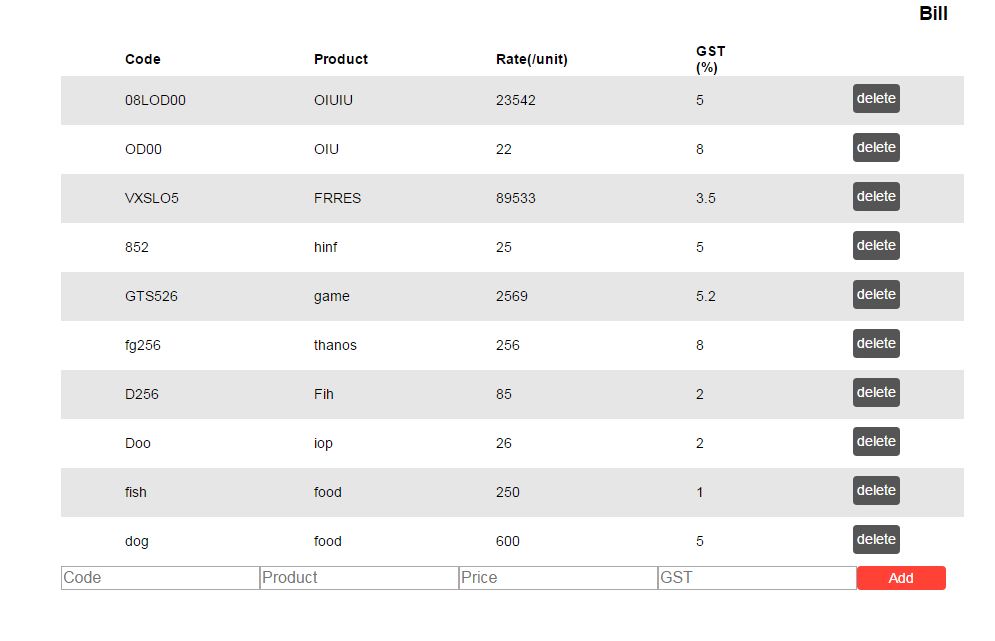 Bill
Code Product Rate(/unit) GST
(%)
08LOD00 OIUIU 23542 5 delete
OD00 OIU 22 8 delete
VXSLO5 FRRES 89533 3.5 delete
852 hinf 25 5 delete
GTS526 game 2569 5.2 delete
fg256 thanos 256 8 delete
D256 Fih 85 2 delete
Doo iop 26 2 delete
fish food 250 1 delete
dog food 600 5 delete
Code Product Price GST Add